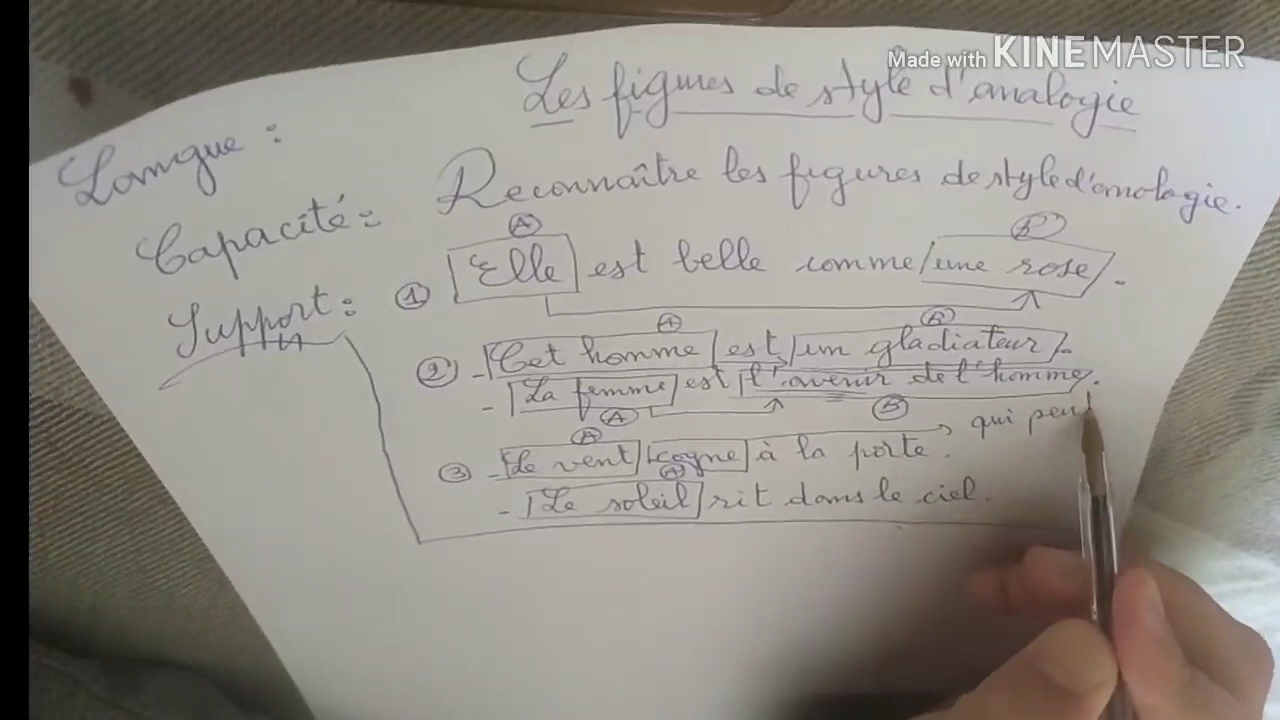 Made with KINEMASTER
Les figures de style d'analogie
Langue :
Capacité : Reconnaître les figures de style d'analogie.
A B
Support : ① Elle est belle comme une rose.
A B
② - Cet homme est un gladiateur.
- La femme est l'avenir de l'homme.
A B
A
③ - Le vent cogne à la porte. qui peu
A
- Le soleil rit dans le ciel.